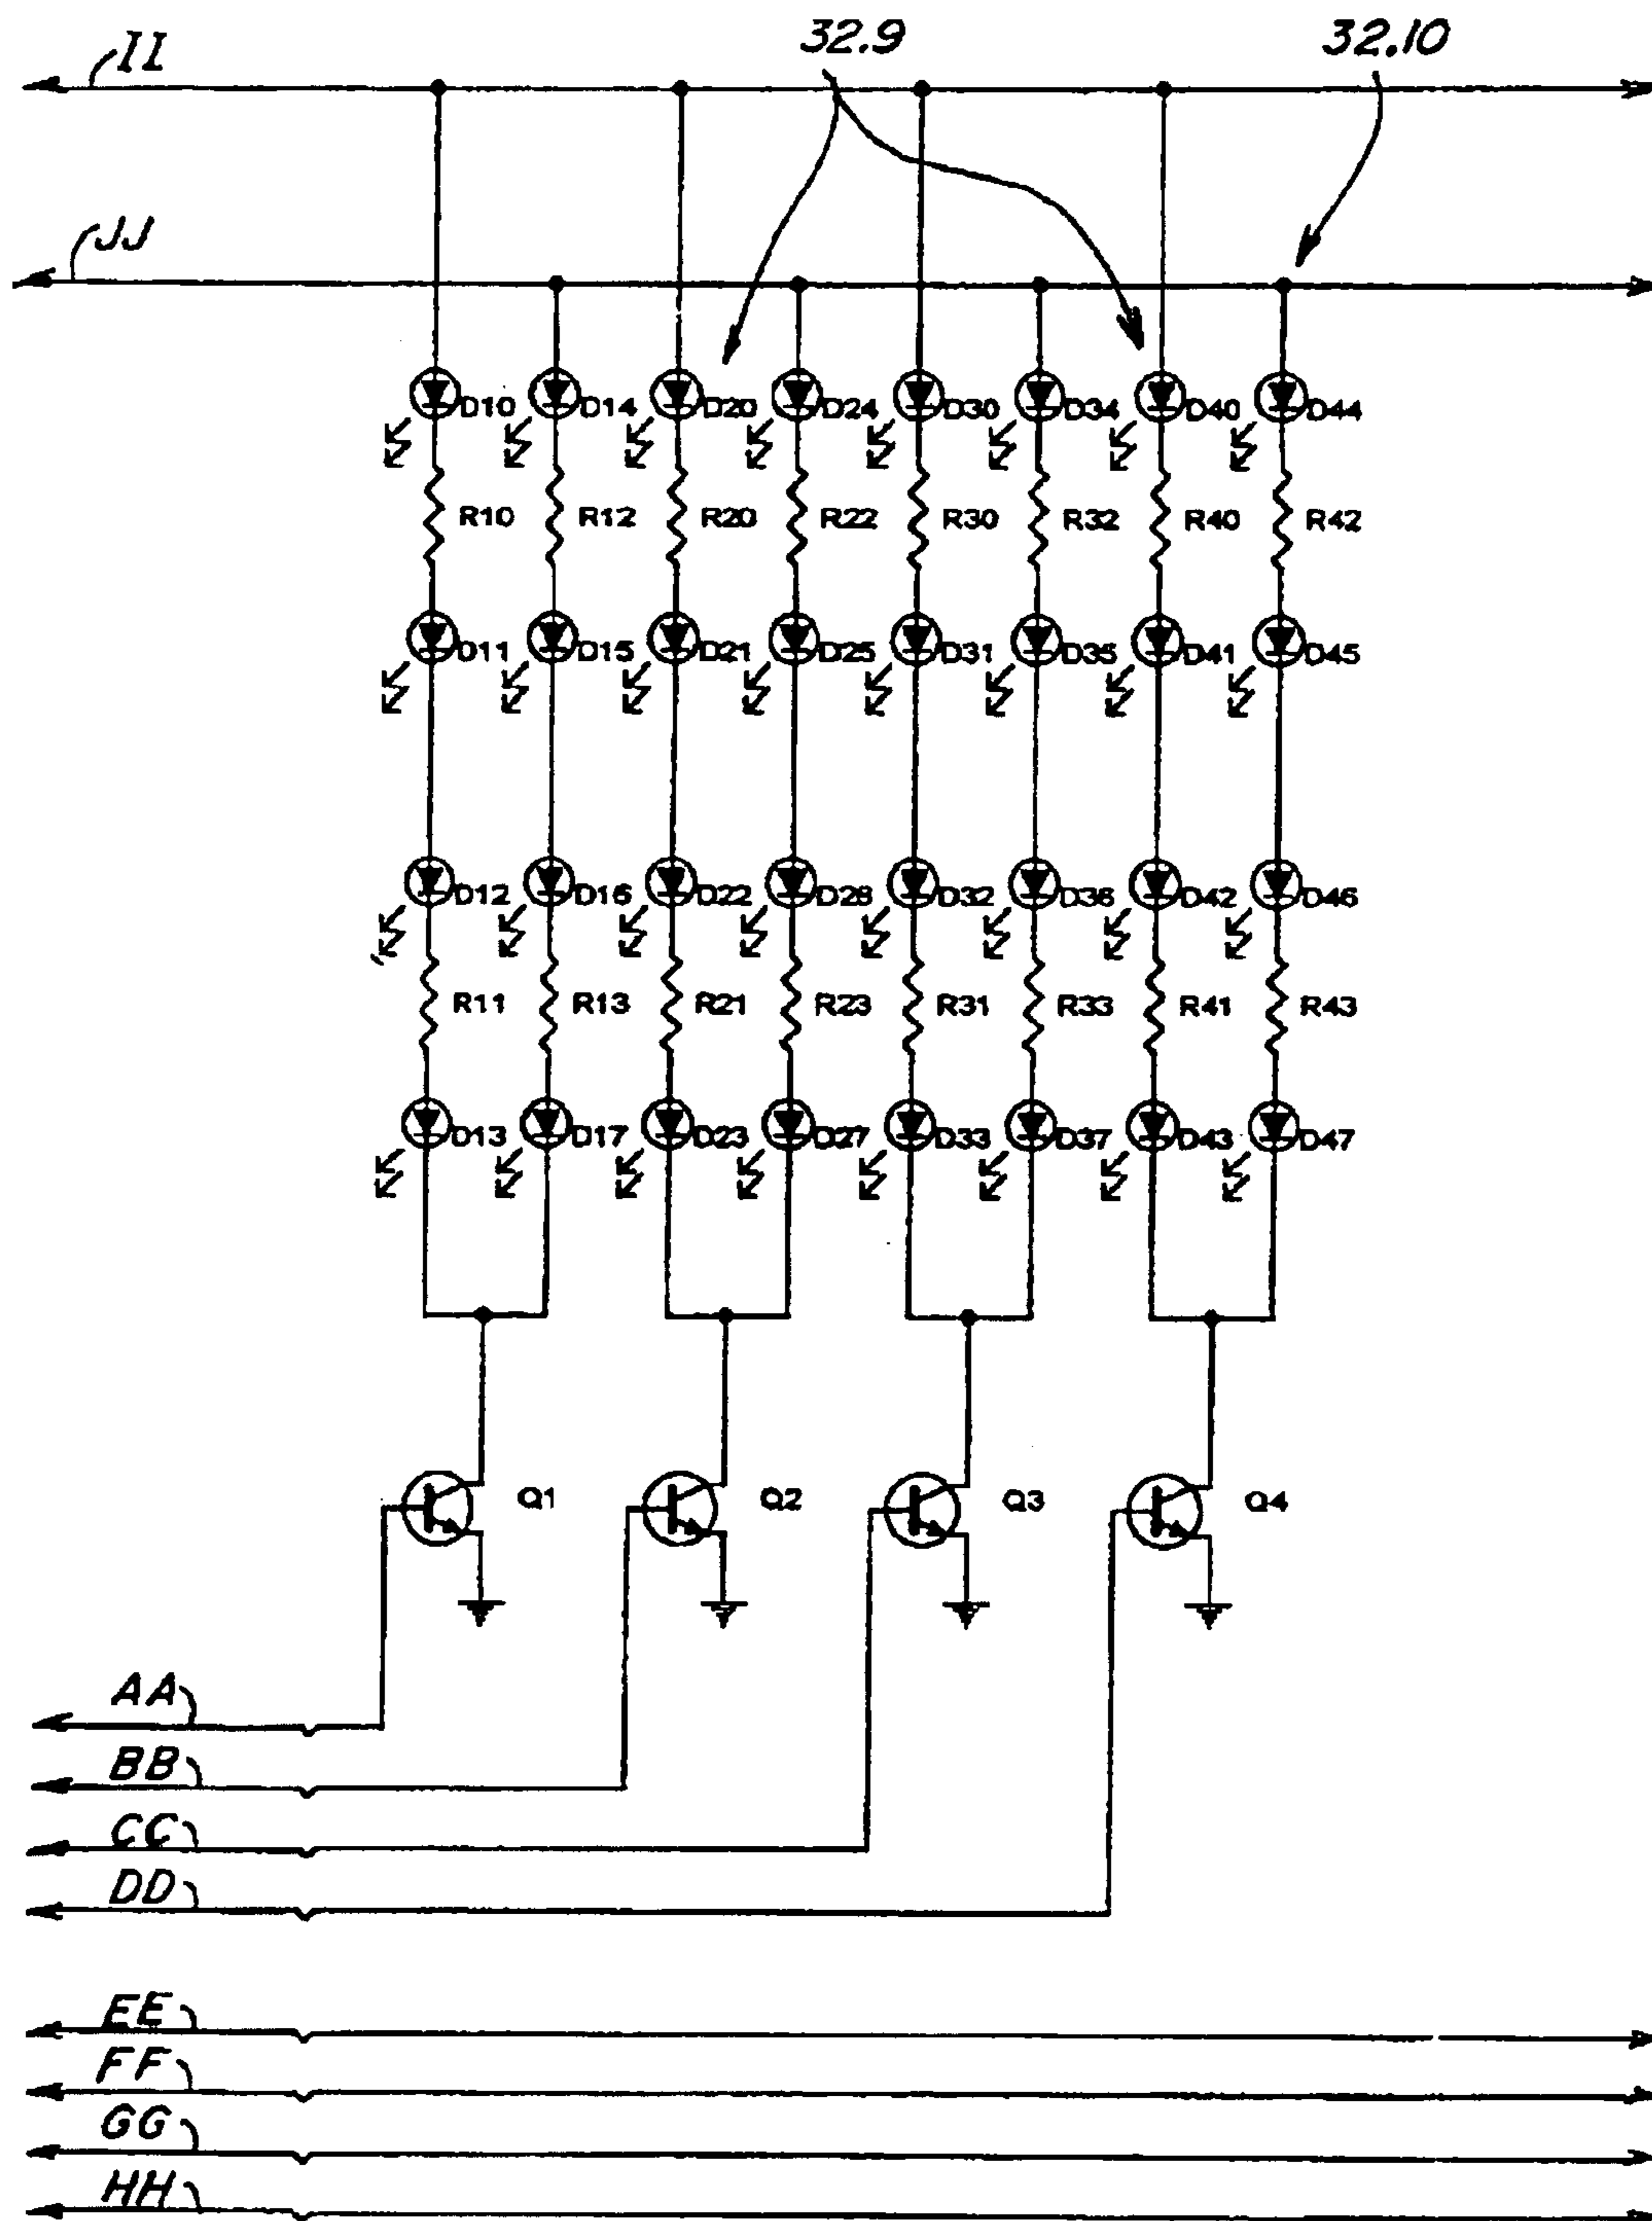 II 32.9 32.10
JJ
D10 D14 D20 D24 D30 D34 D40 D44
R10 R12 R20 R22 R30 R32 R40 R42
D11 D15 D21 D25 D31 D35 D41 D45
D12 D16 D22 D26 D32 D36 D42 D46
R11 R13 R21 R23 R31 R33 R41 R43
D13 D17 D23 D27 D33 D37 D43 D47
Q1 Q2 Q3 Q4
AA
BB
CC
DD
EE
FF
GG
HH